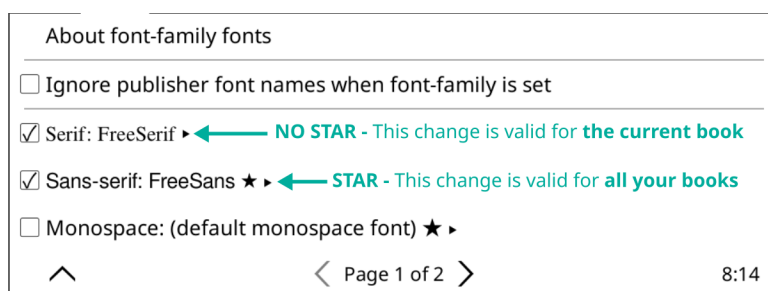 About font-family fonts
Ignore publisher font names when font-family is set
Serif: FreeSerif ▸ NO STAR - This change is valid for the current book
Sans-serif: FreeSans ★ ▸ STAR - This change is valid for all your books
Monospace: (default monospace font) ★ ▸
Page 1 of 2 8:14